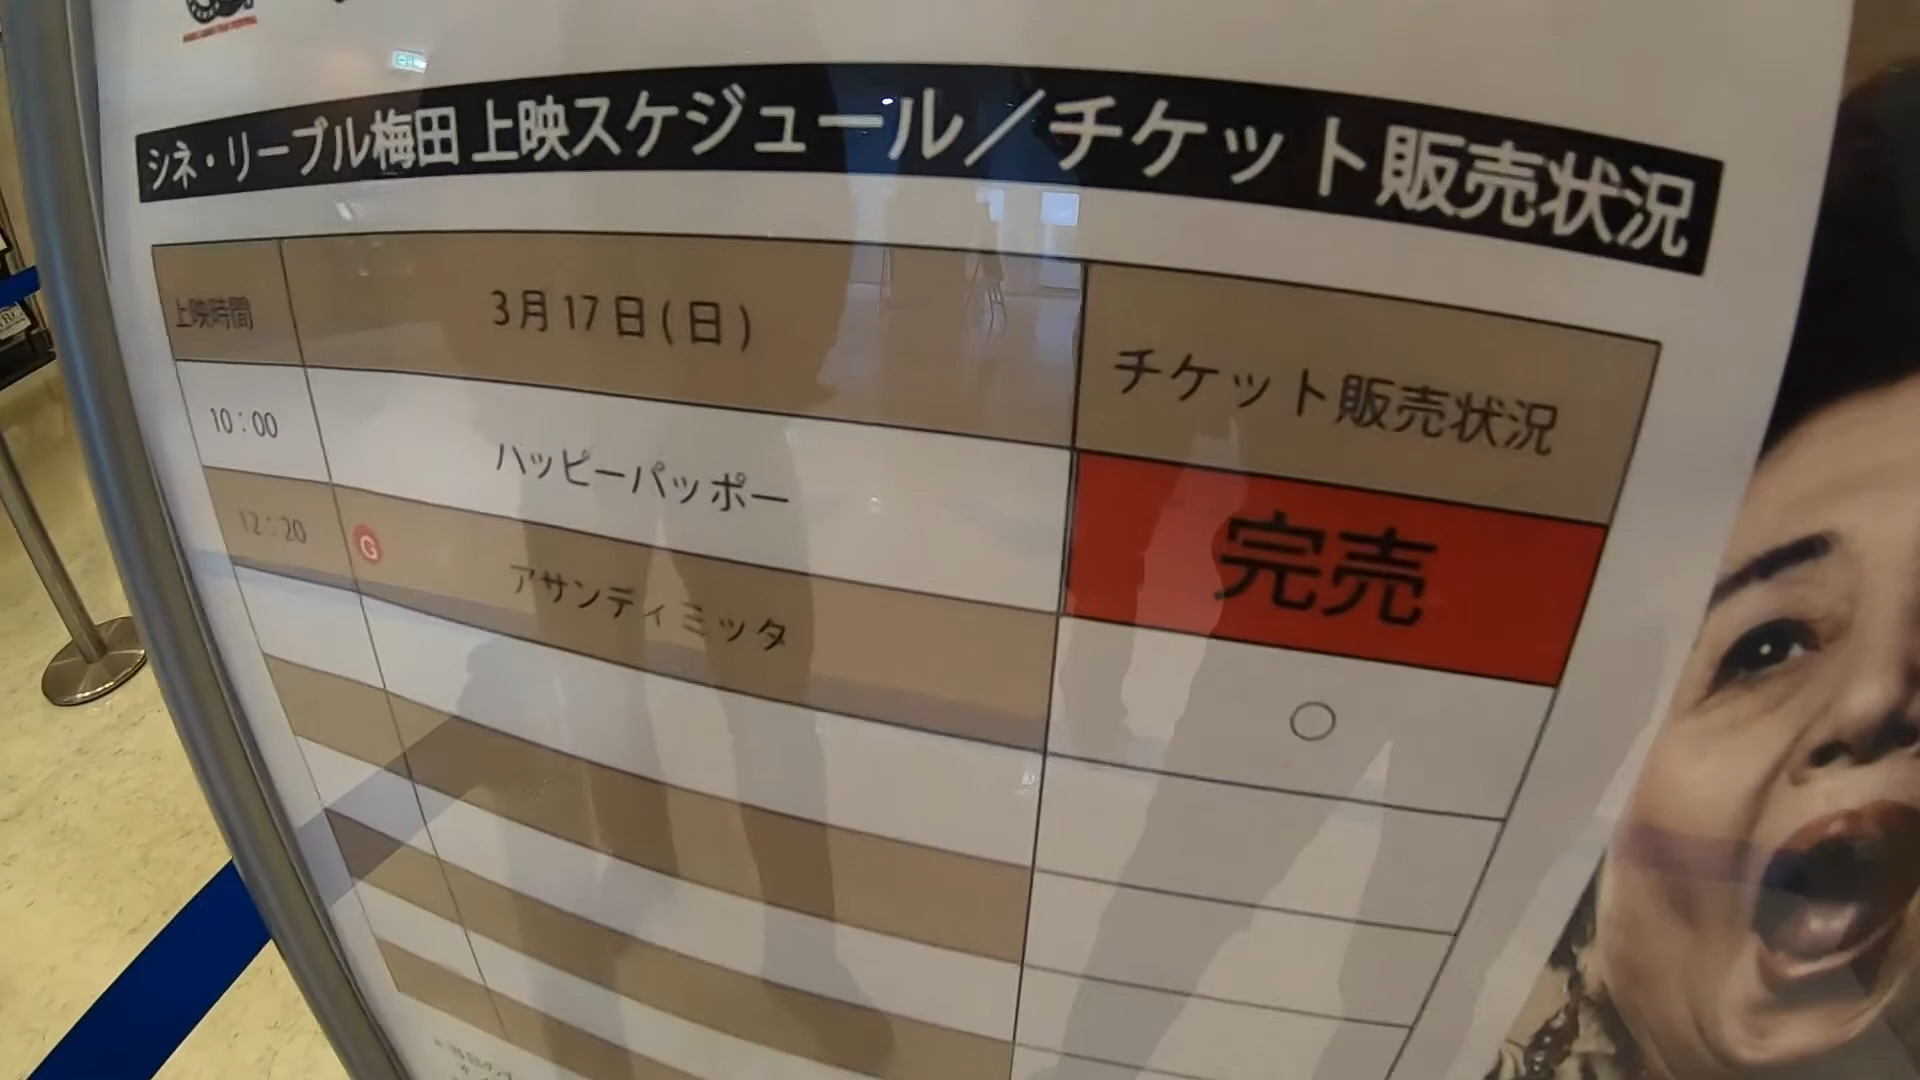 シネ・リーブル梅田 上映スケジュール／チケット販売状況
上映時間 3月17日(日) チケット販売状況
10:00 ハッピーパッポー 完売
12:20 G アサンディミッタ ○